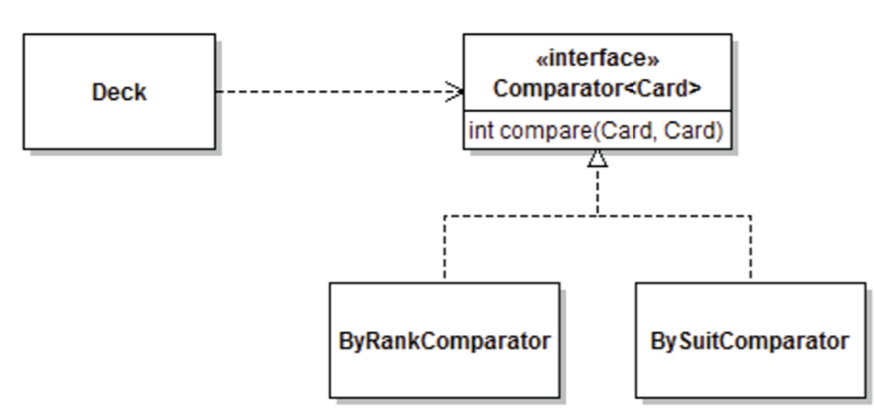 Deck
«interface»
Comparator<Card>
int compare(Card, Card)
ByRankComparator
BySuitComparator